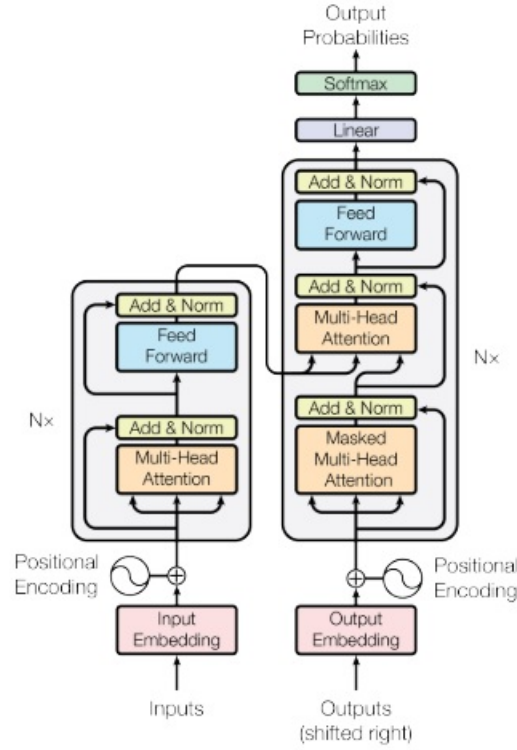 Output
Probabilities
Softmax
Linear
Add & Norm
Feed
Forward
Add & Norm
Multi-Head
Attention
Add & Norm
Masked
Multi-Head
Attention
N×
Add & Norm
Feed
Forward
Add & Norm
Multi-Head
Attention
N×
Positional
Encoding
Positional
Encoding
Input
Embedding
Output
Embedding
Inputs
Outputs
(shifted right)